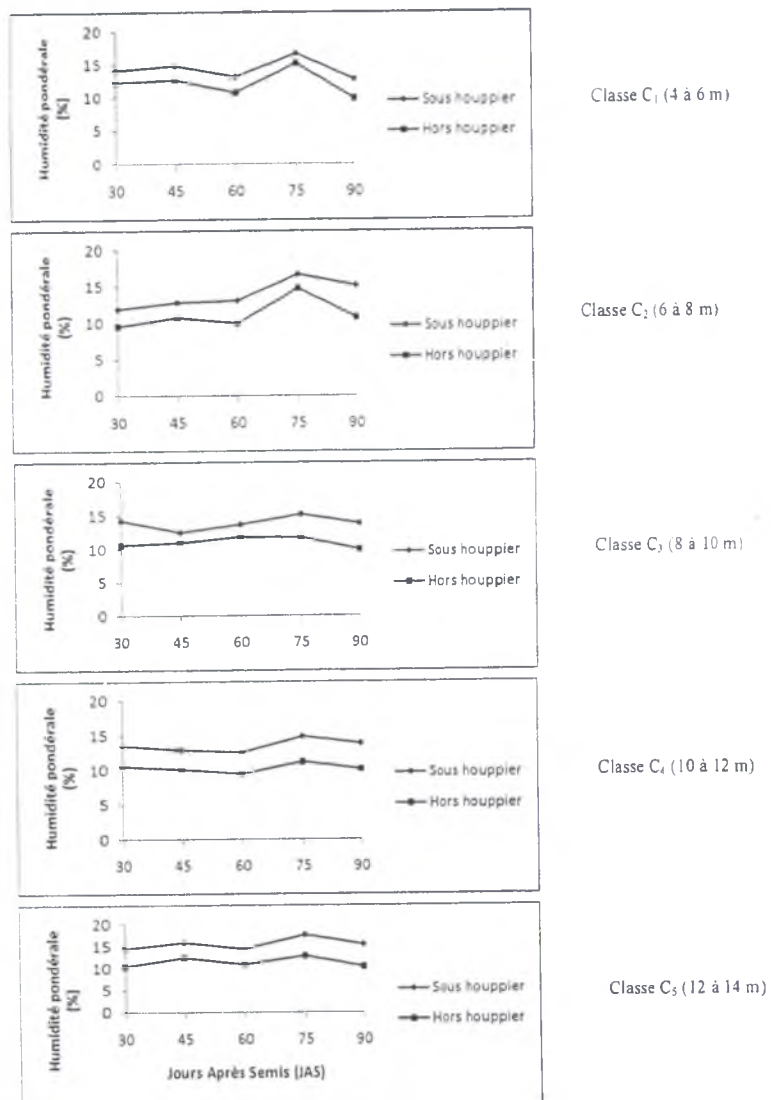 20
15
10
5
0
30 45 60 75 90
Humidité pondérale
(%)
Sous houppier
Hors houppier
Classe C₁ (4 à 6 m)
20
15
10
5
0
30 45 60 75 90
Humidité pondérale
(%)
Sous houppier
Hors houppier
Classe C₂ (6 à 8 m)
20
15
10
5
0
30 45 60 75 90
Humidité pondérale
(%)
Sous houppier
Hors houppier
Classe C₃ (8 à 10 m)
20
15
10
5
0
30 45 60 75 90
Humidité pondérale
(%)
Sous houppier
Hors houppier
Classe C₄ (10 à 12 m)
20
15
10
5
0
30 45 60 75 90
Humidité pondérale
(%)
Sous houppier
Hors houppier
Jours Après Semis (JAS)
Classe C₅ (12 à 14 m)